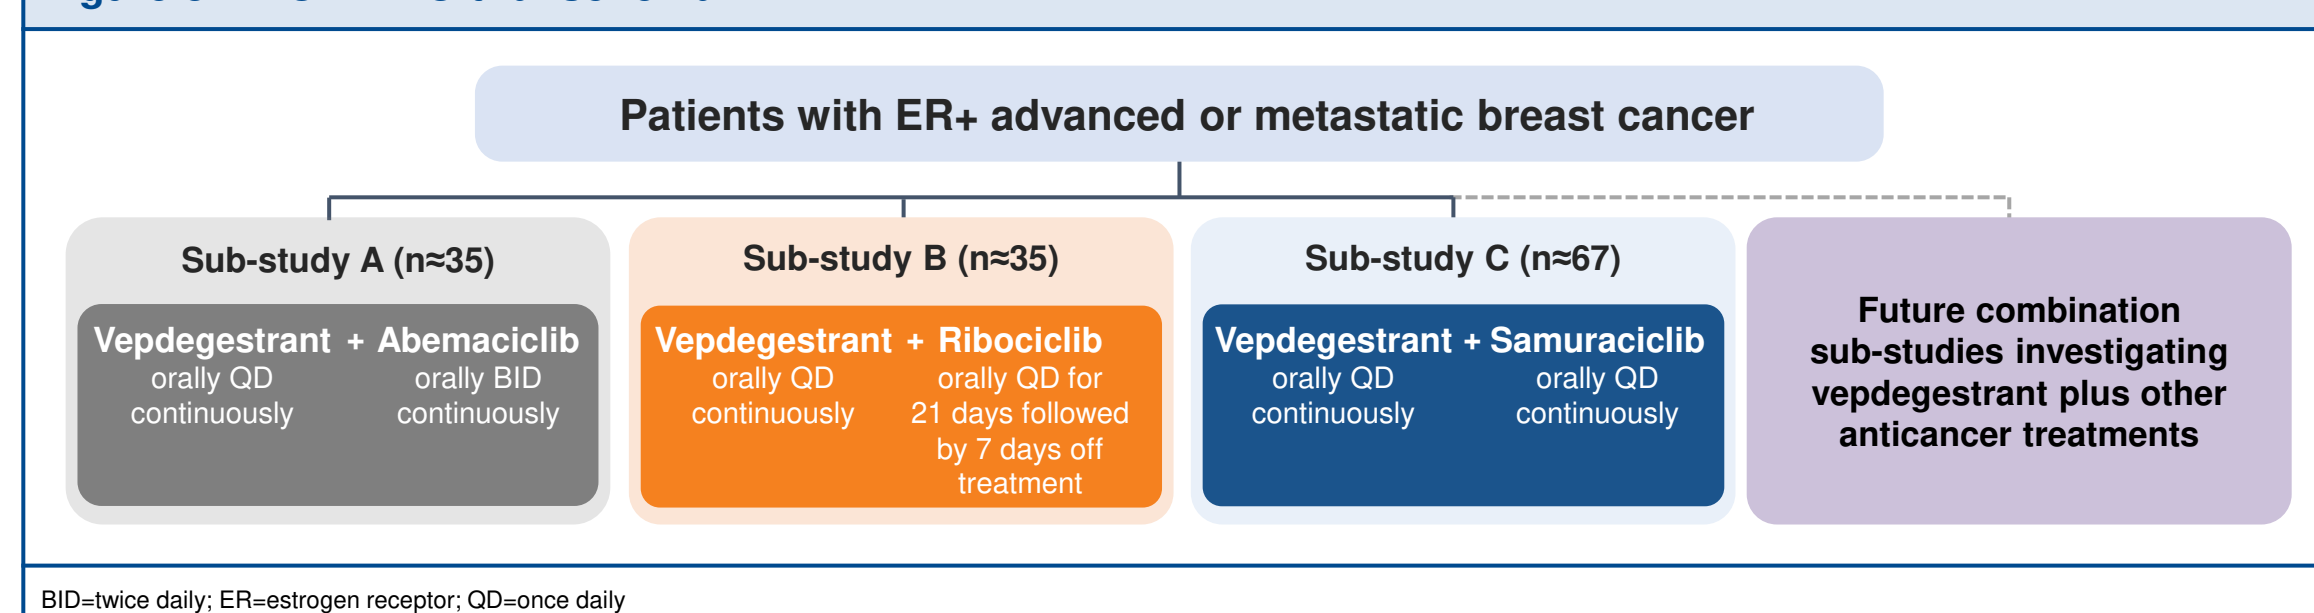 Patients with ER+ advanced or metastatic breast cancer
Sub-study A (n≈35)
Vepdegestrant + Abemaciclib
orally QD orally BID
continuously continuously
Sub-study B (n≈35)
Vepdegestrant + Ribociclib
orally QD orally QD for
continuously 21 days followed
by 7 days off
treatment
Sub-study C (n≈67)
Vepdegestrant + Samuraciclib
orally QD orally QD
continuously continuously
Future combination
sub-studies investigating
vepdegestrant plus other
anticancer treatments
BID=twice daily; ER=estrogen receptor; QD=once daily